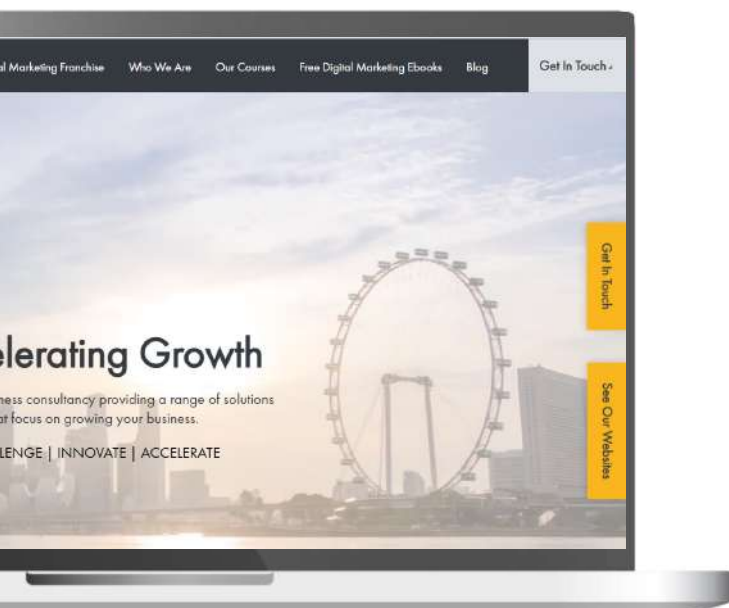 al Marketing Franchise Who We Are Our Courses Free Digital Marketing Ebooks Blog Get In Touch
Get In Touch
elerating Growth
ness consultancy providing a range of solutions
at focus on growing your business.
LENGE | INNOVATE | ACCELERATE
See Our Websites